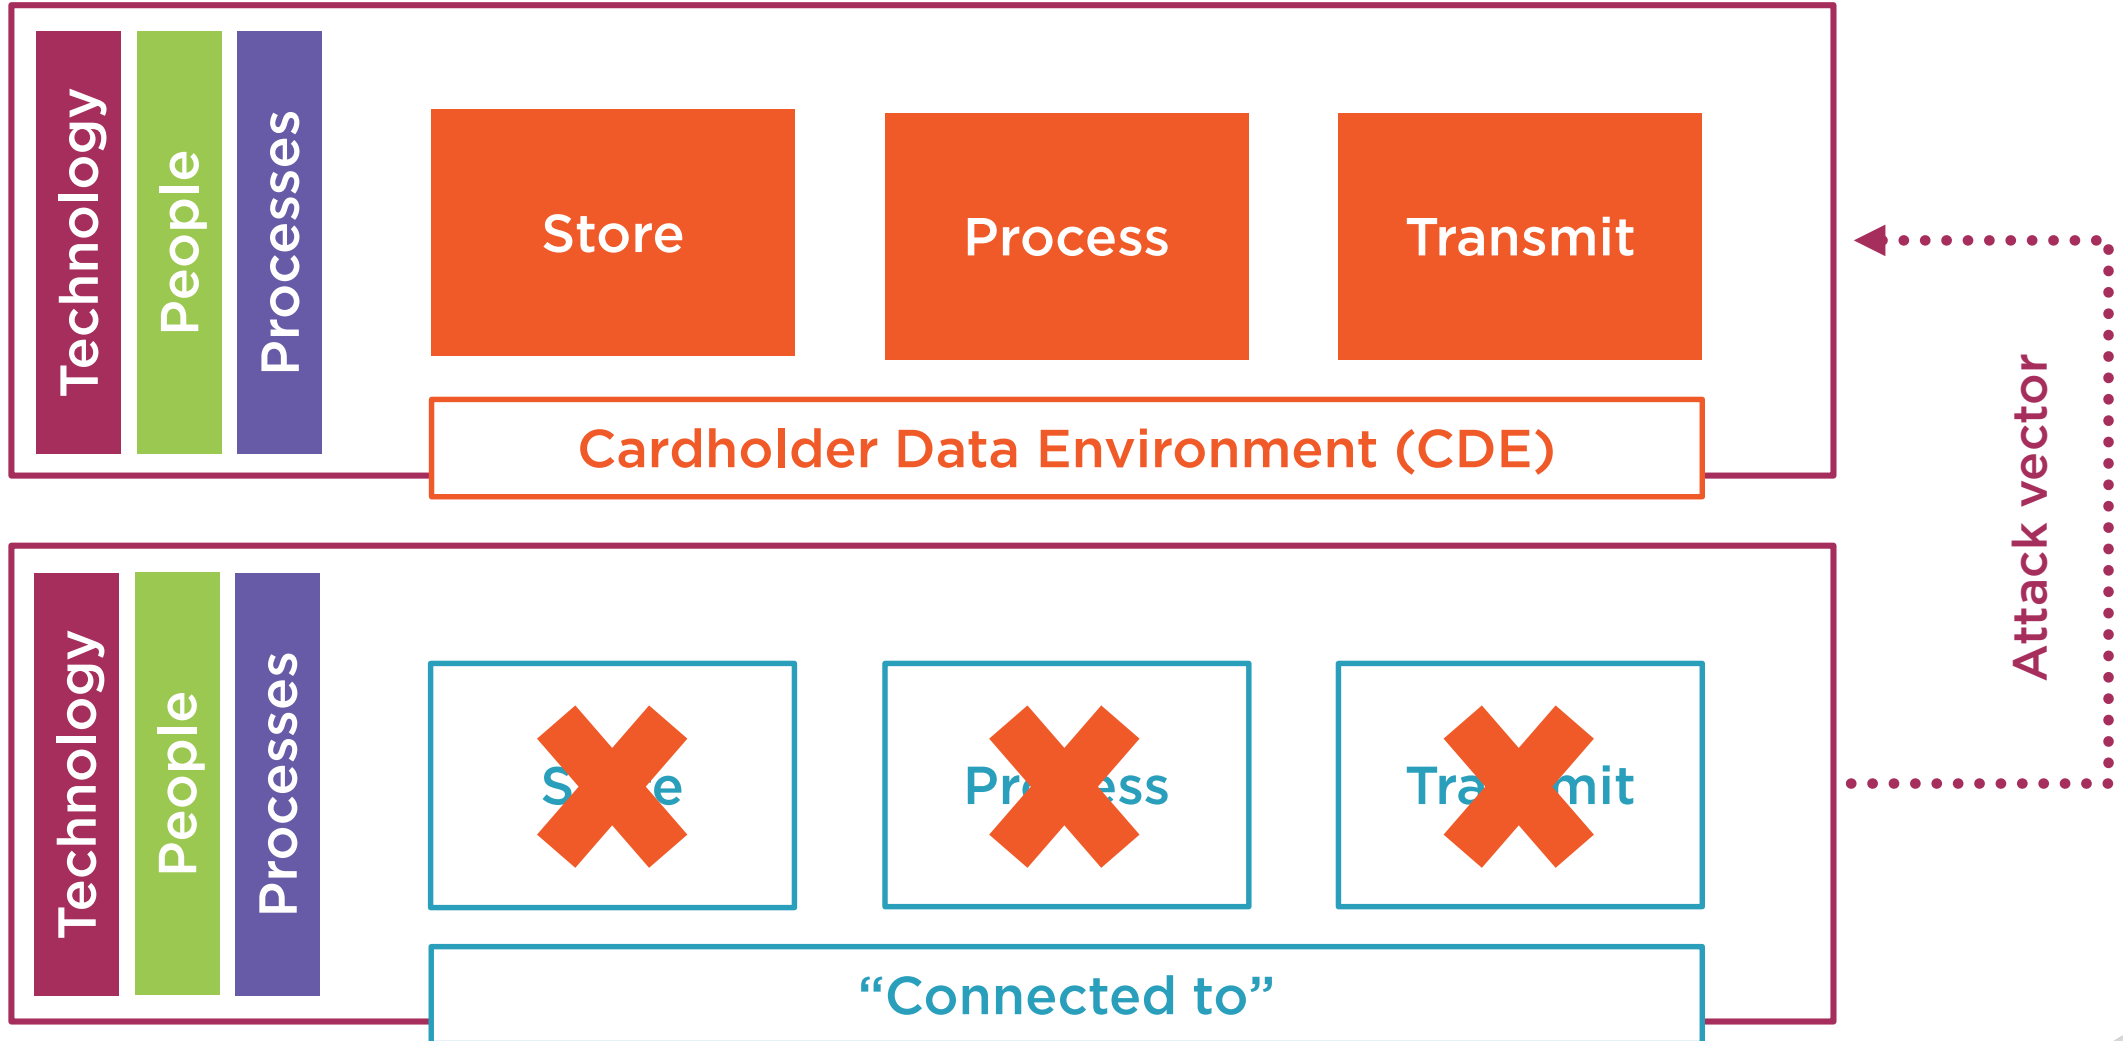 Technology
People
Processes
Store
Process
Transmit
Cardholder Data Environment (CDE)
Attack vector
Technology
People
Processes
“Connected to”